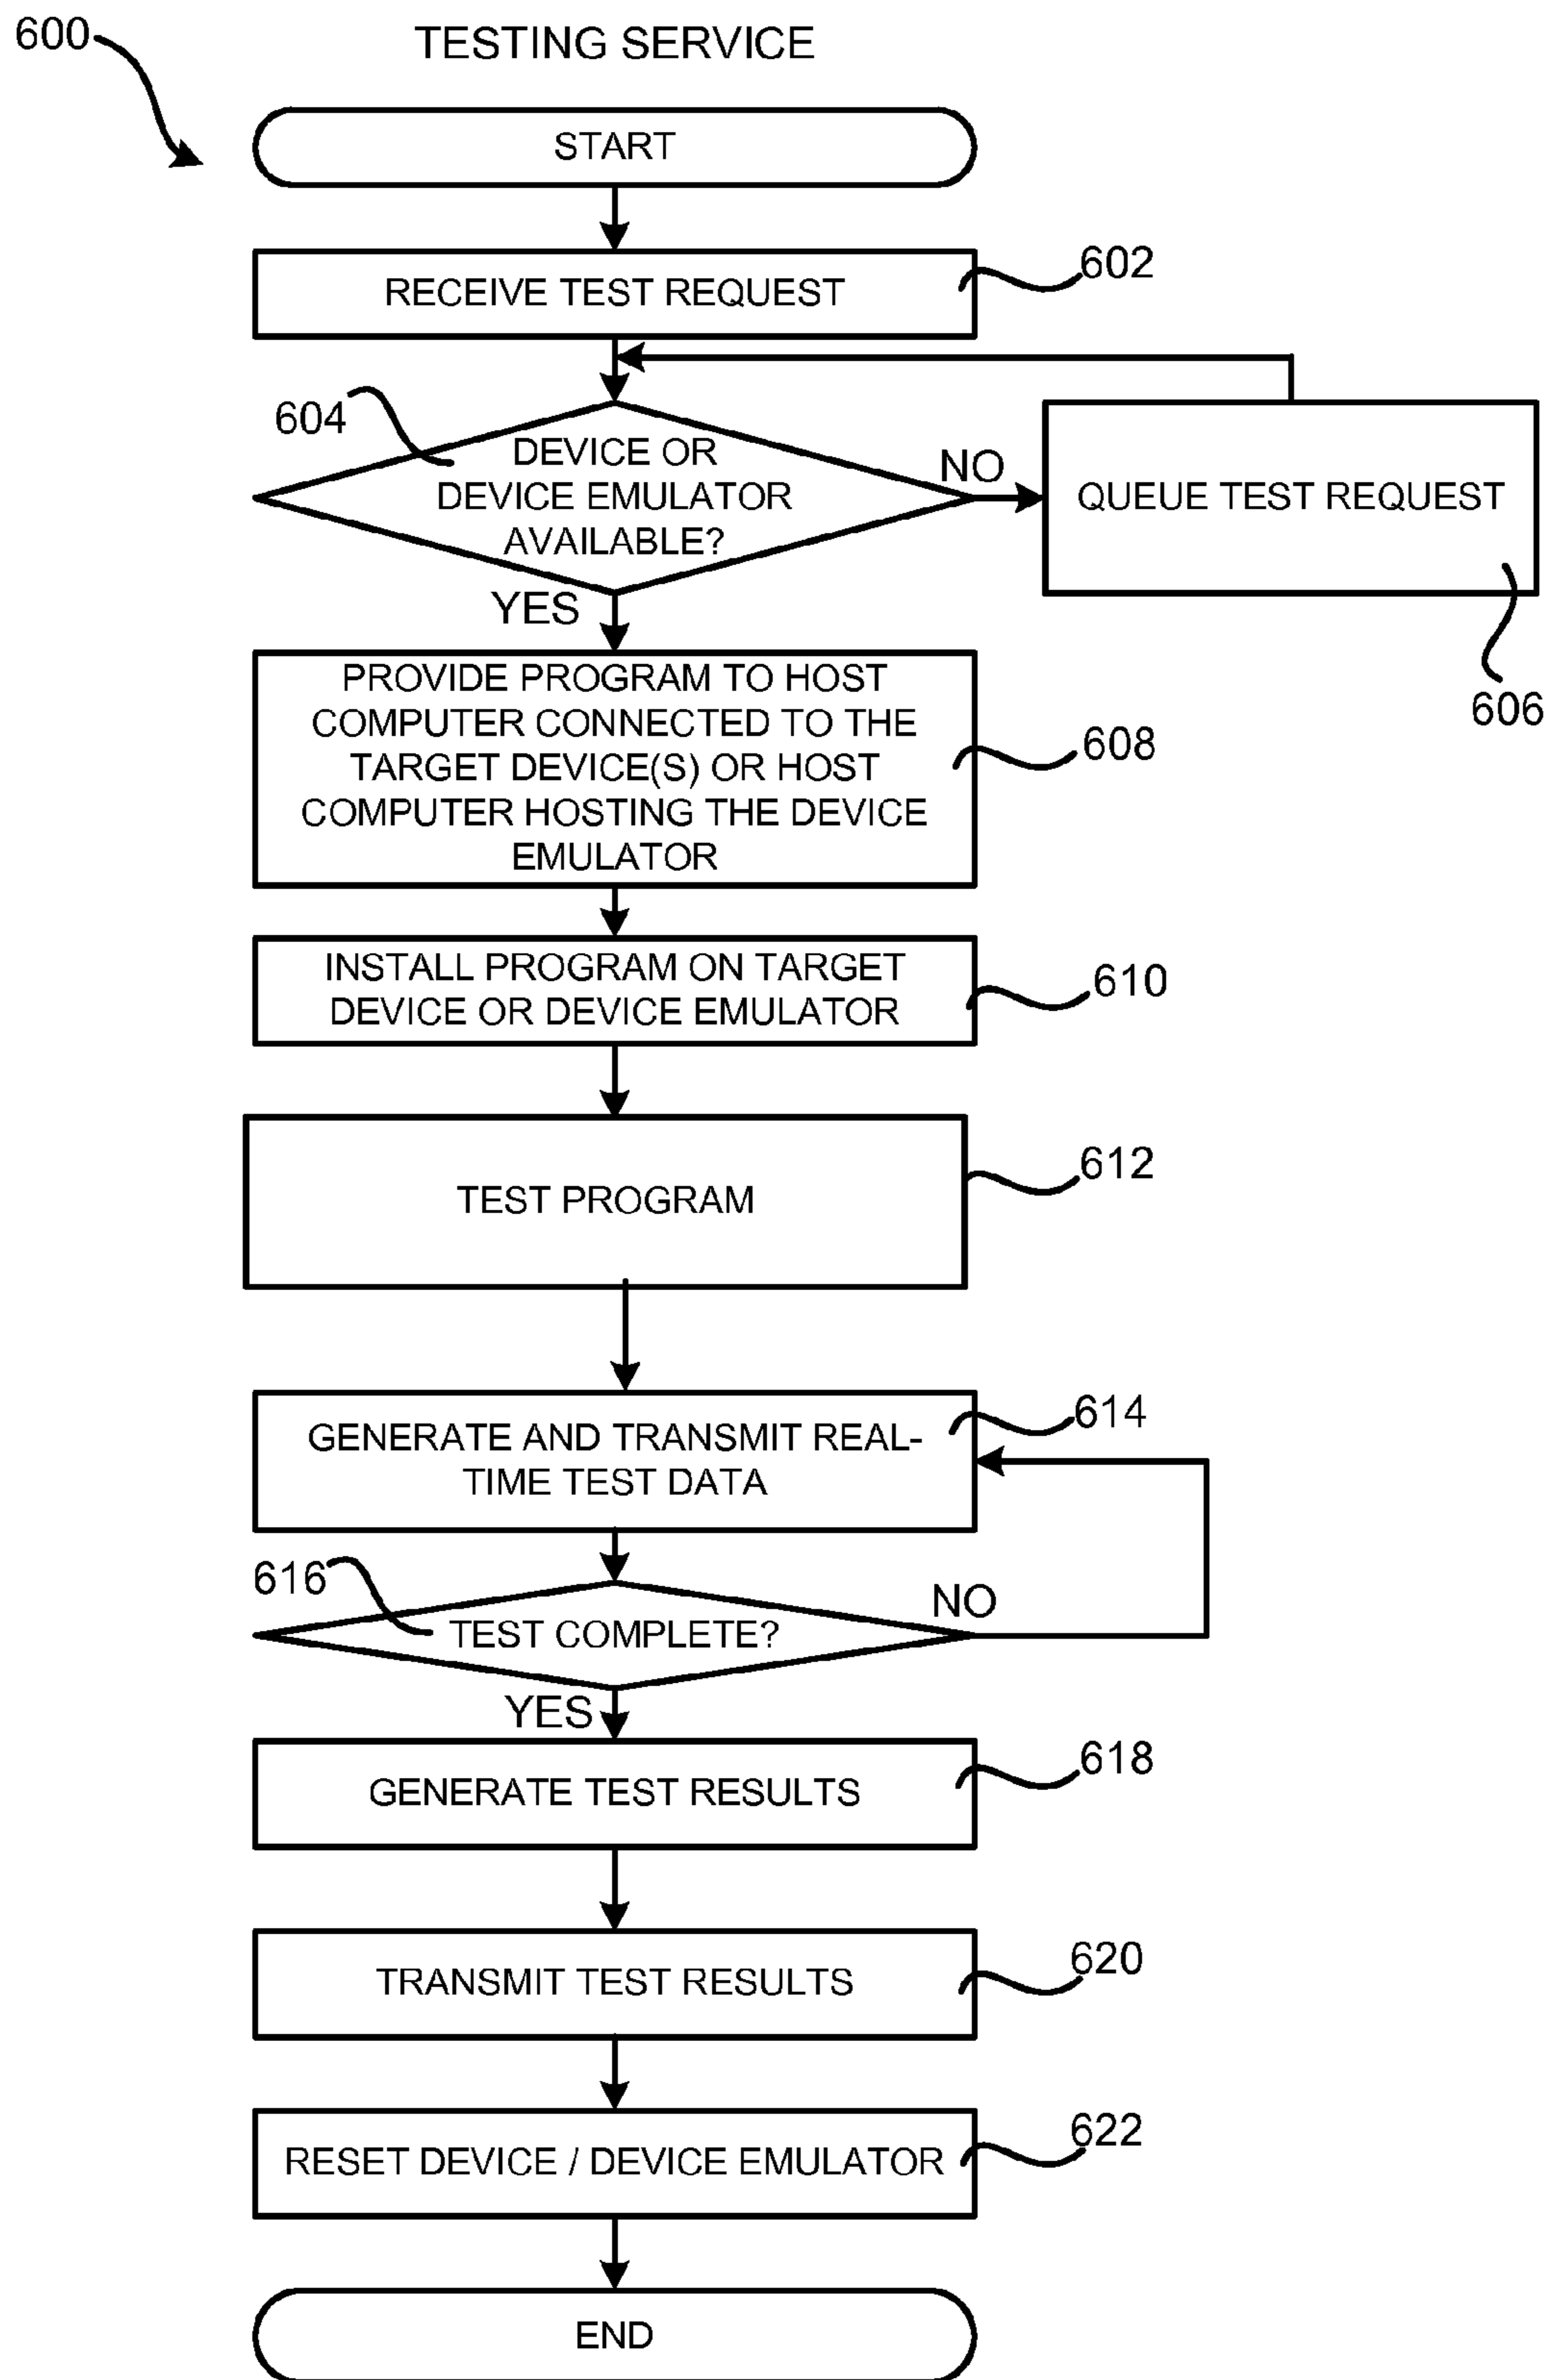 600
TESTING SERVICE
START
RECEIVE TEST REQUEST
602
604
DEVICE OR
DEVICE EMULATOR
AVAILABLE?
NO
QUEUE TEST REQUEST
606
YES
PROVIDE PROGRAM TO HOST
COMPUTER CONNECTED TO THE
TARGET DEVICE(S) OR HOST
COMPUTER HOSTING THE DEVICE
EMULATOR
608
INSTALL PROGRAM ON TARGET
DEVICE OR DEVICE EMULATOR
610
TEST PROGRAM
612
GENERATE AND TRANSMIT REAL-
TIME TEST DATA
614
616
TEST COMPLETE?
NO
YES
GENERATE TEST RESULTS
618
TRANSMIT TEST RESULTS
620
RESET DEVICE / DEVICE EMULATOR
622
END